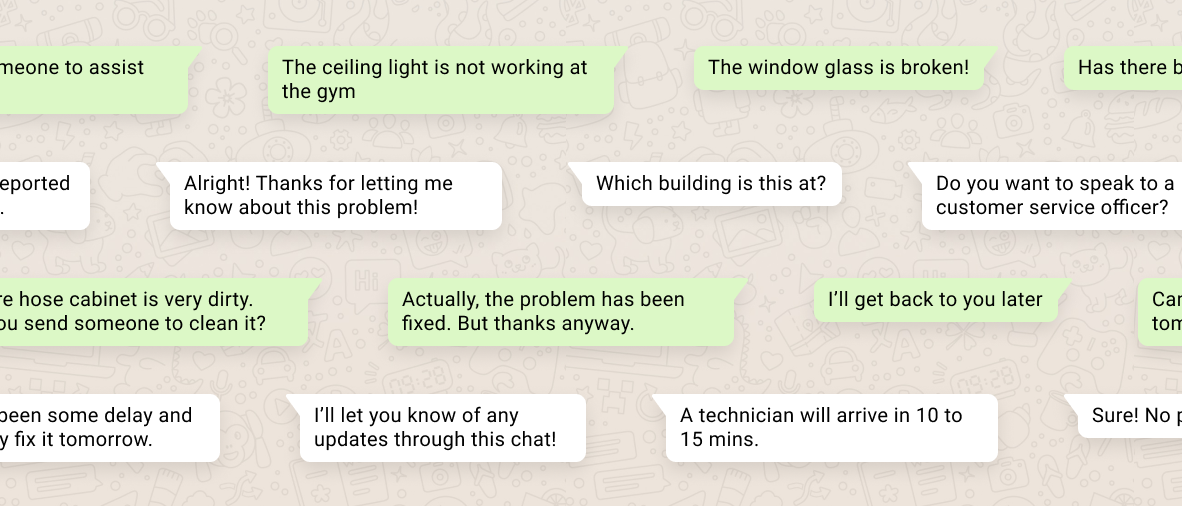 meone to assist
The ceiling light is not working at
the gym
The window glass is broken!
Has there b
eported
.
Alright! Thanks for letting me
know about this problem!
Which building is this at?
Do you want to speak to a
customer service officer?
re hose cabinet is very dirty.
ou send someone to clean it?
Actually, the problem has been
fixed. But thanks anyway.
I’ll get back to you later
Can
tom
been some delay and
y fix it tomorrow.
I’ll let you know of any
updates through this chat!
A technician will arrive in 10 to
15 mins.
Sure! No p